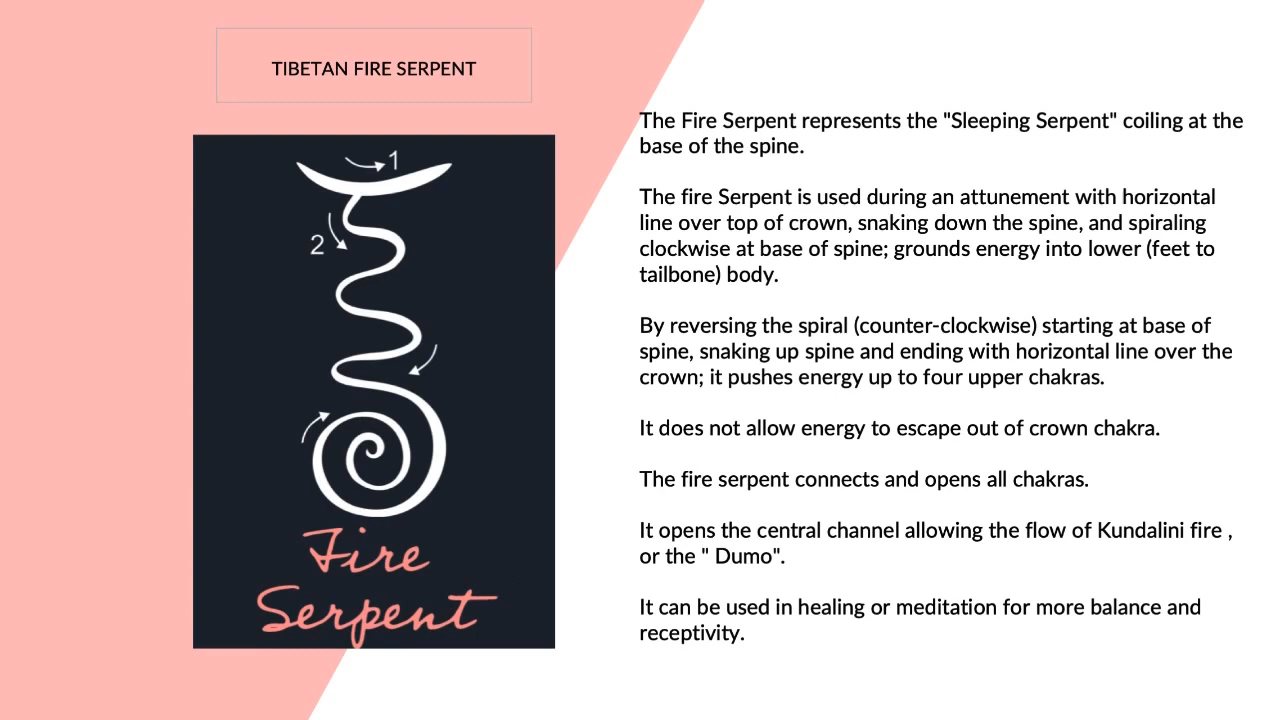 TIBETAN FIRE SERPENT
1
2
Fire
Serpent
The Fire Serpent represents the "Sleeping Serpent" coiling at the
base of the spine.
The fire Serpent is used during an attunement with horizontal
line over top of crown, snaking down the spine, and spiraling
clockwise at base of spine; grounds energy into lower (feet to
tailbone) body.
By reversing the spiral (counter-clockwise) starting at base of
spine, snaking up spine and ending with horizontal line over the
crown; it pushes energy up to four upper chakras.
It does not allow energy to escape out of crown chakra.
The fire serpent connects and opens all chakras.
It opens the central channel allowing the flow of Kundalini fire ,
or the " Dumo".
It can be used in healing or meditation for more balance and
receptivity.